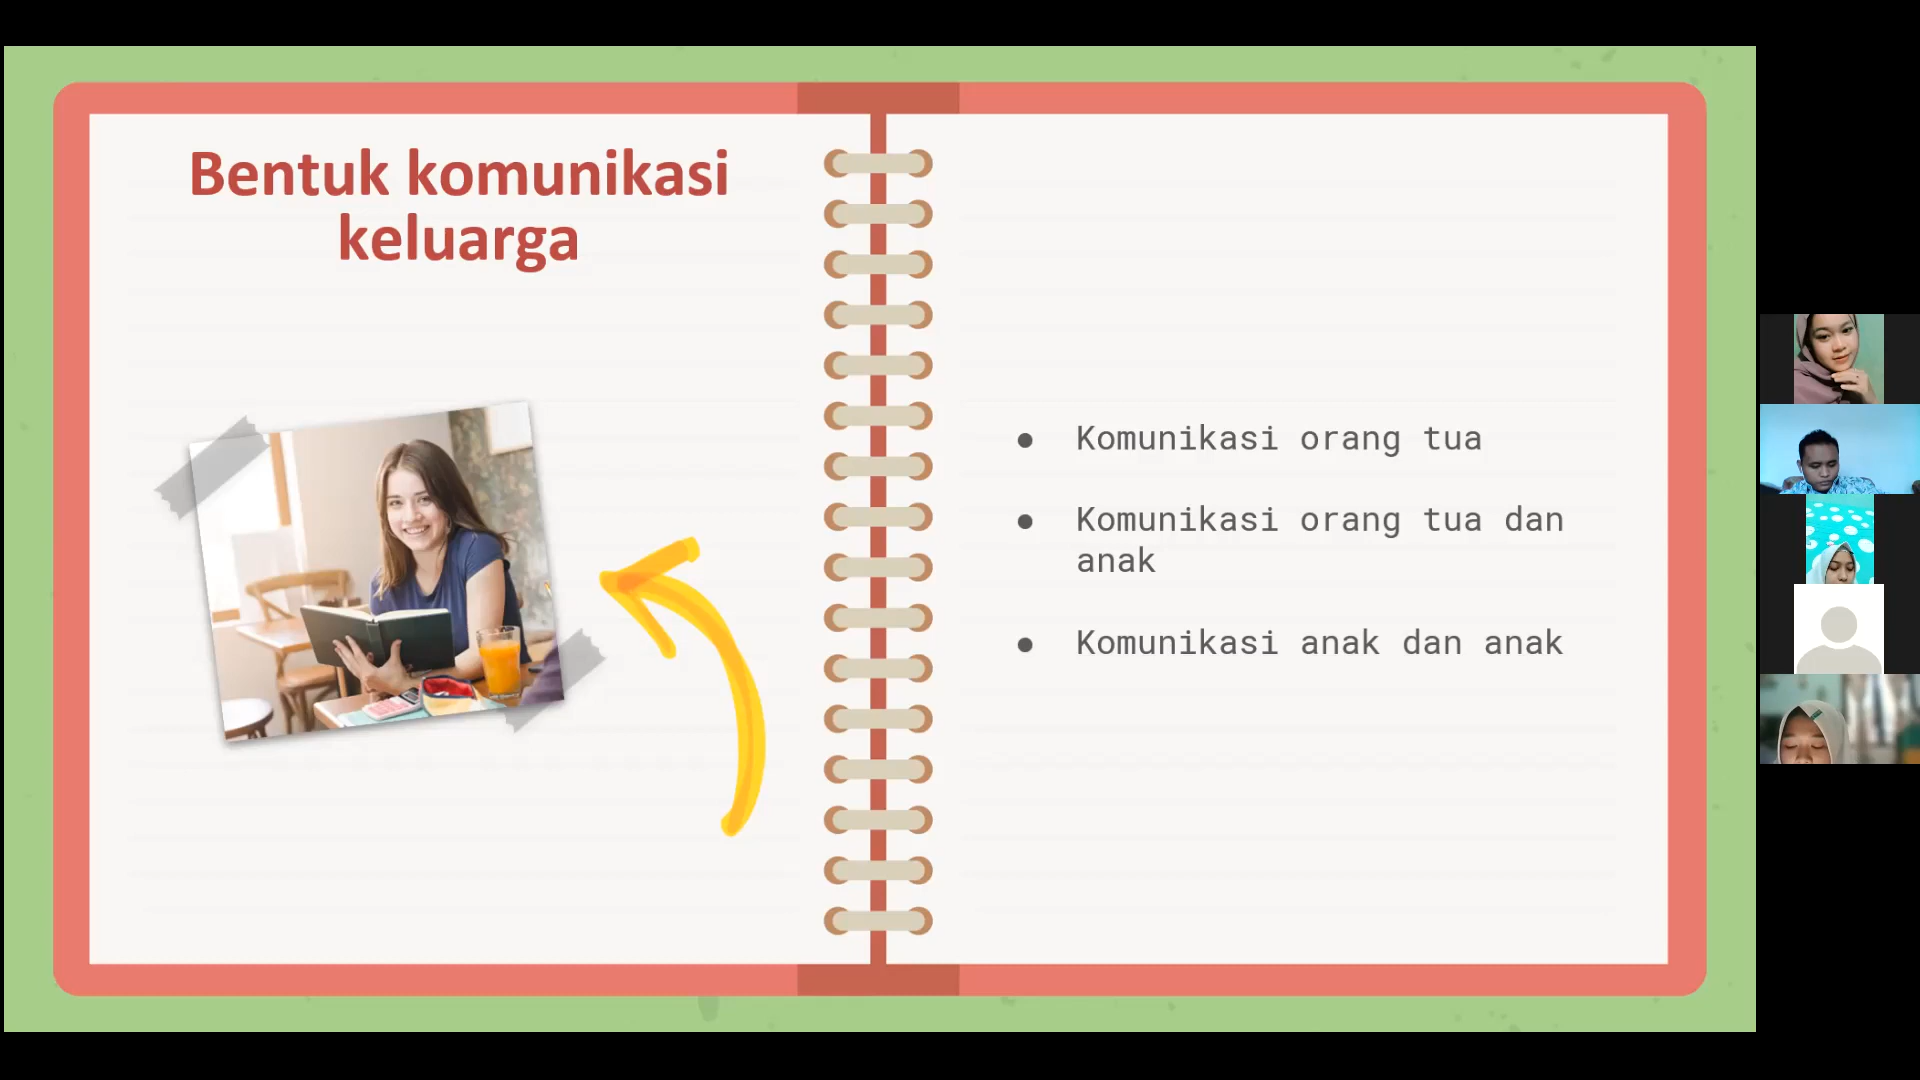 Bentuk komunikasi
keluarga
● Komunikasi orang tua
● Komunikasi orang tua dan
anak
● Komunikasi anak dan anak